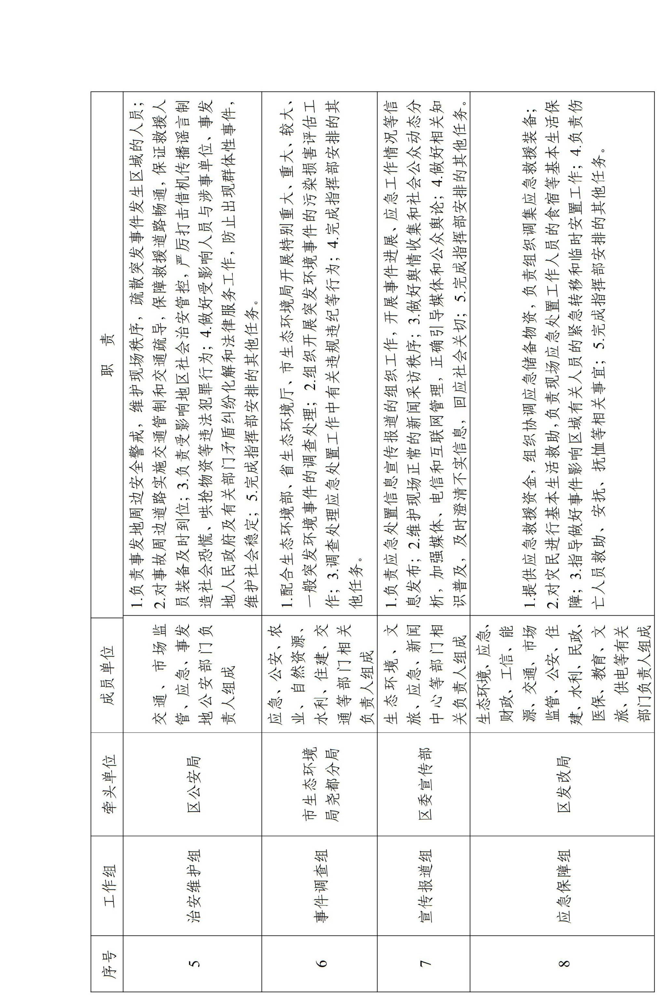 序号 工作组 牵头单位 成员单位 职 责
5
治安维护组
区公安局
交通、市场监
管、应急、事发
地公安部门负
责人组成
1.负责事发地周边安全警戒，维护现场秩序，疏散突发事件发生区域的人员；
2.对事故周边道路实施交通管制和交通疏导，保障救援道路畅通，保证救援人
员装备及时到位；3.负责受影响地区社会治安管控，严厉打击借机传播谣言制
造社会恐慌、哄抢物资等违法犯罪行为；4.做好受影响人员与涉事单位、事发
地人民政府及有关部门矛盾纠纷化解和法律服务工作，防止出现群体性事件，
维护社会稳定；5.完成指挥部安排的其他任务。
6
事件调查组
市生态环境
局尧都分局
应急、公安、农
业、自然资源、
水利、住建、交
通等部门相关
负责人组成
1.配合生态环境部、省生态环境厅、市生态环境局开展特别重大、重大、较大、
一般突发环境事件的调查处理；2.组织开展突发环境事件的污染损害评估工
作；3.调查处理应急处置工作中有关违规违纪等行为；4.完成指挥部安排的其
他任务。
7
宣传报道组
区委宣传部
生态环境、文
旅、应急、新闻
中心等部门相
关负责人组成
1.负责应急处置信息宣传报道的组织工作，开展事件进展、应急工作情况等信
息发布；2.维护现场正常的新闻采访秩序；3.做好舆情收集和社会公众动态分
析，加强媒体、电信和互联网管理，正确引导媒体和公众舆论；4.做好相关知
识普及，及时澄清不实信息，回应社会关切；5.完成指挥部安排的其他任务。
8
应急保障组
区发改局
生态环境、应急、
财政、工信、能
源、交通、市场
监管、公安、住
建、水利、民政、
医保、教育、文
旅、供电等有关
部门负责人组成
1.提供应急救援资金，组织协调应急储备物资，负责组织调集应急救援装备；
2.对灾民进行基本生活救助,负责现场应急处置工作人员的食宿等基本生活保
障；3.指导做好事件影响区域有关人员的紧急转移和临时安置工作；4.负责伤
亡人员救助、安抚、抚恤等相关事宜；5.完成指挥部安排的其他任务。